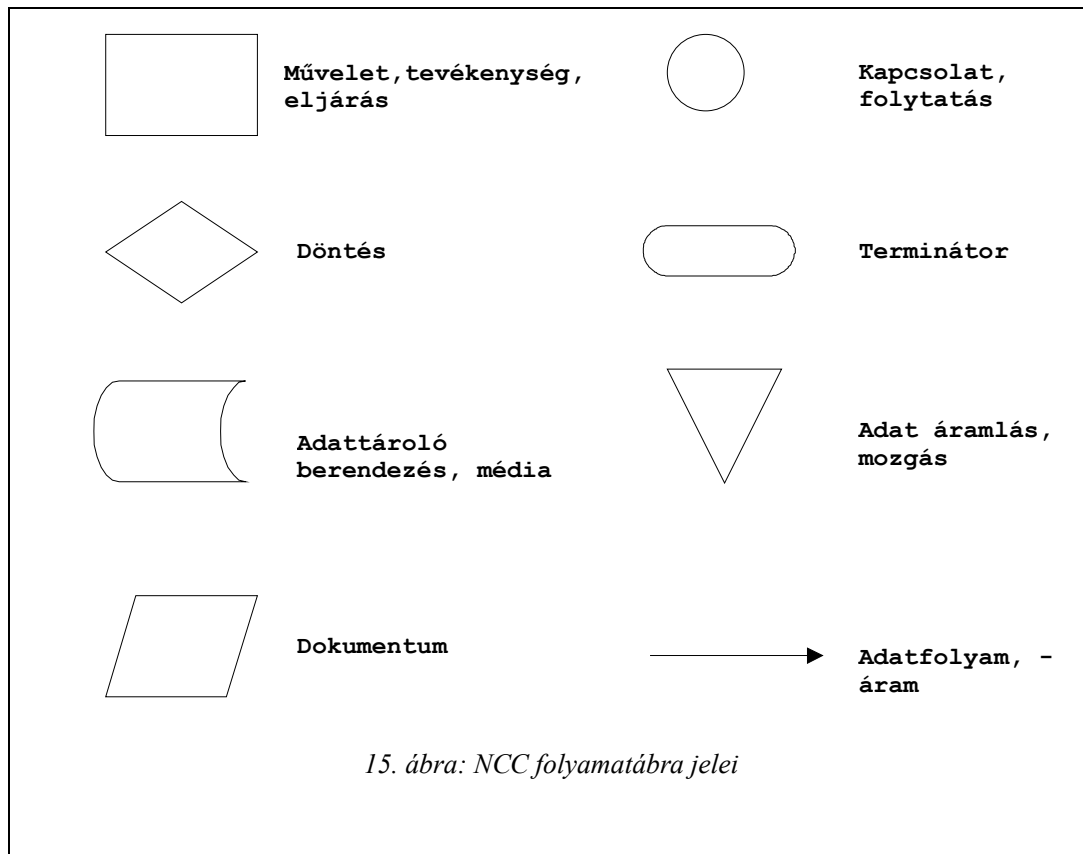 Művelet,tevékenység,
eljárás
Kapcsolat,
folytatás
Döntés
Terminátor
Adattároló
berendezés, média
Adat áramlás,
mozgás
Dokumentum
Adatfolyam, -
áram
15. ábra: NCC folyamatábra jelei